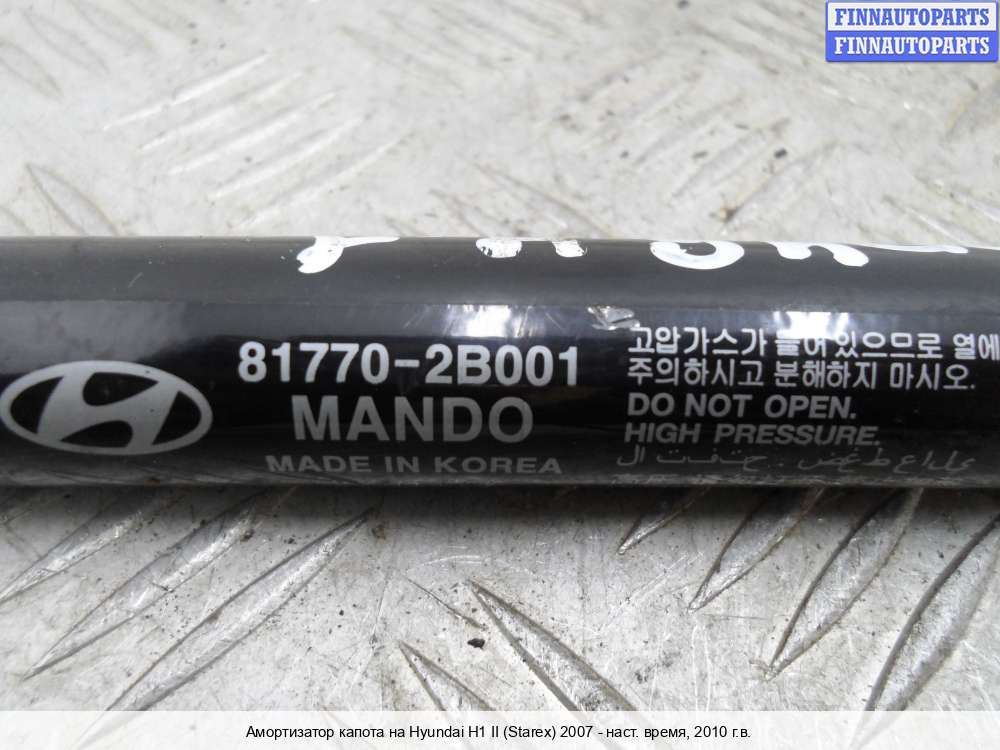 FINNAUTOPARTS
FINNAUTOPARTS
81770-2B001
MANDO
MADE IN KOREA
고압가스가 들어있으므로 열에
주의하시고 분해하지 마시오.
DO NOT OPEN.
HIGH PRESSURE.
Амортизатор капота на Hyundai H1 II (Starex) 2007 - наст. время, 2010 г.в.